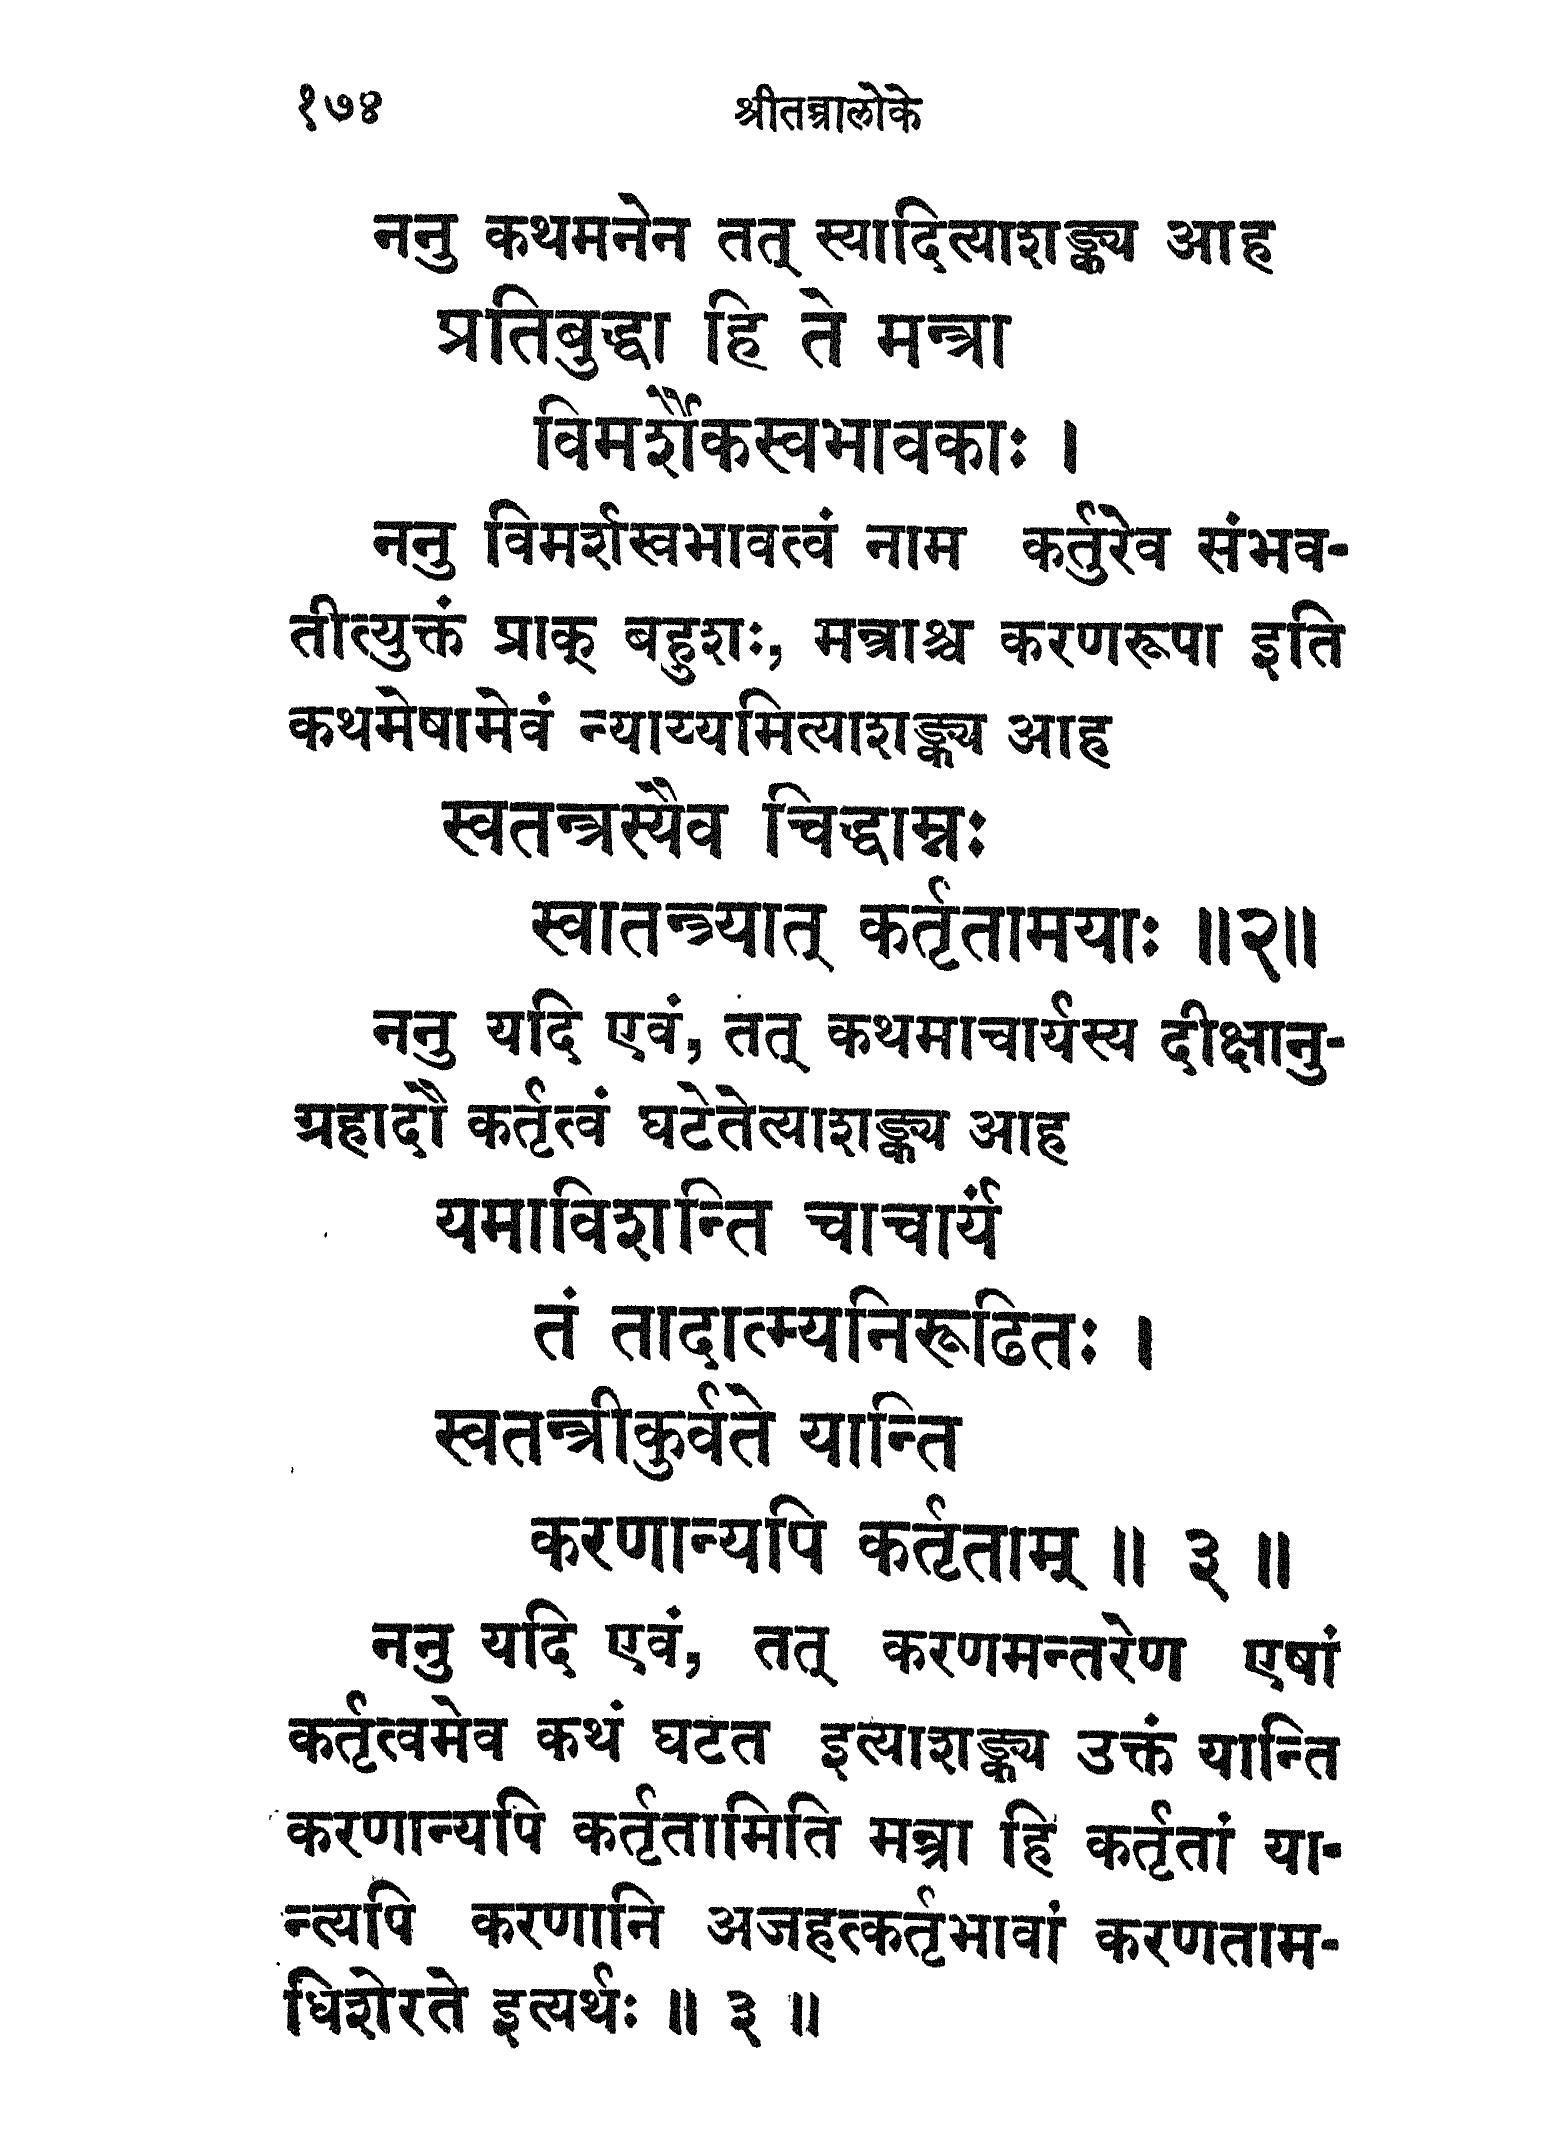 १७४ श्रीतन्त्रालोके
ननु कथमनेन तत् स्यादित्याशङ्क्य आह
प्रतिबुद्धा हि ते मन्त्रा
विमर्शैकस्वभावकाः ।
ननु विमर्शस्वभावत्वं नाम कर्तुरेव संभव-
तीत्युक्तं प्राक् बहुशः, मन्त्राश्च करणरूपा इति
कथमेषामेवं न्याय्यमित्याशङ्क्य आह
स्वतन्त्रस्यैव चिद्धाम्नः
स्वातन्त्र्यात् कर्तृतामयाः ॥२॥
ननु यदि एवं, तत् कथमाचार्यस्य दीक्षानु-
ग्रहादौ कर्तृत्वं घटेतेत्याशङ्क्य आह
यमाविशन्ति चाचार्यं
तं तादात्म्यनिरूढितः ।
स्वतन्त्रीकुर्वते यान्ति
करणान्यपि कर्तृताम् ॥ ३ ॥
ननु यदि एवं, तत् करणमन्तरेण एषां
कर्तृत्वमेव कथं घटत इत्याशङ्क्य उक्तं यान्ति
करणान्यपि कर्तृतामिति मन्त्रा हि कर्तृतां या-
न्त्यपि करणानि अजहत्कर्तृभावां करणताम-
धिशेरते इत्यर्थः ॥ ३ ॥